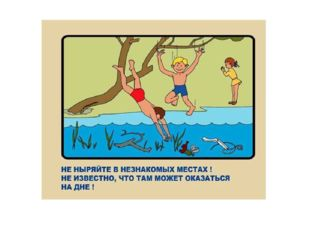 НЕ НЫРЯЙТЕ В НЕЗНАКОМЫХ МЕСТАХ !
НЕ ИЗВЕСТНО, ЧТО ТАМ МОЖЕТ ОКАЗАТЬСЯ
НА ДНЕ !